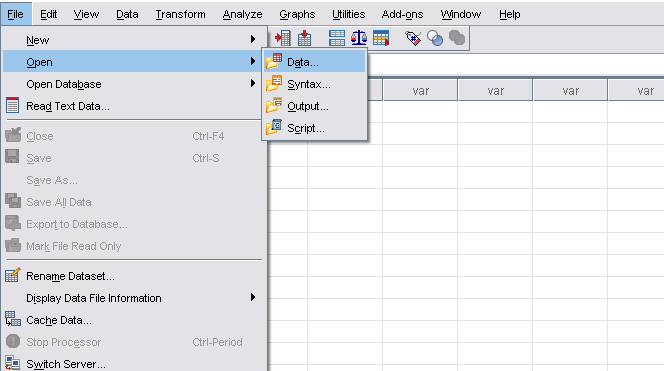 File Edit View Data Transform Analyze Graphs Utilities Add-ons Window Help
New
Open
Data...
Syntax...
Output...
Script...
Open Database
Read Text Data...
Close Ctrl-F4
Save Ctrl-S
Save As...
Save All Data
Export to Database...
Mark File Read Only
Rename Dataset...
Display Data File Information
Cache Data...
Stop Processor Ctrl-Period
Switch Server...
var var var